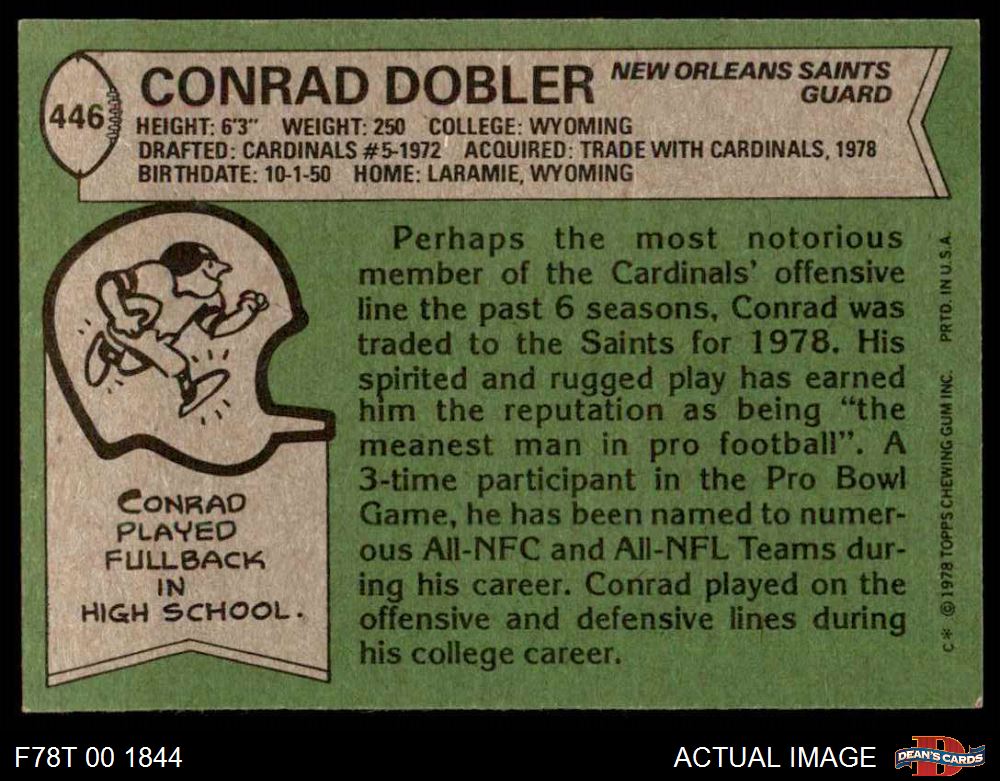 446
CONRAD DOBLER
NEW ORLEANS SAINTS
GUARD
HEIGHT: 6'3" WEIGHT: 250 COLLEGE: WYOMING
DRAFTED: CARDINALS #5-1972 ACQUIRED: TRADE WITH CARDINALS, 1978
BIRTHDATE: 10-1-50 HOME: LARAMIE, WYOMING
Perhaps the most notorious
member of the Cardinals' offensive
line the past 6 seasons, Conrad was
traded to the Saints for 1978. His
spirited and rugged play has earned
him the reputation as being “the
meanest man in pro football”. A
3-time participant in the Pro Bowl
Game, he has been named to numer-
ous All-NFC and All-NFL Teams dur-
ing his career. Conrad played on the
offensive and defensive lines during
his college career.
CONRAD
PLAYED
FULLBACK
IN
HIGH SCHOOL.
C* © 1978 TOPPS CHEWING GUM INC. PRTD. IN U.S.A.
F78T 00 1844
ACTUAL IMAGE
D
DEAN'S CARDS